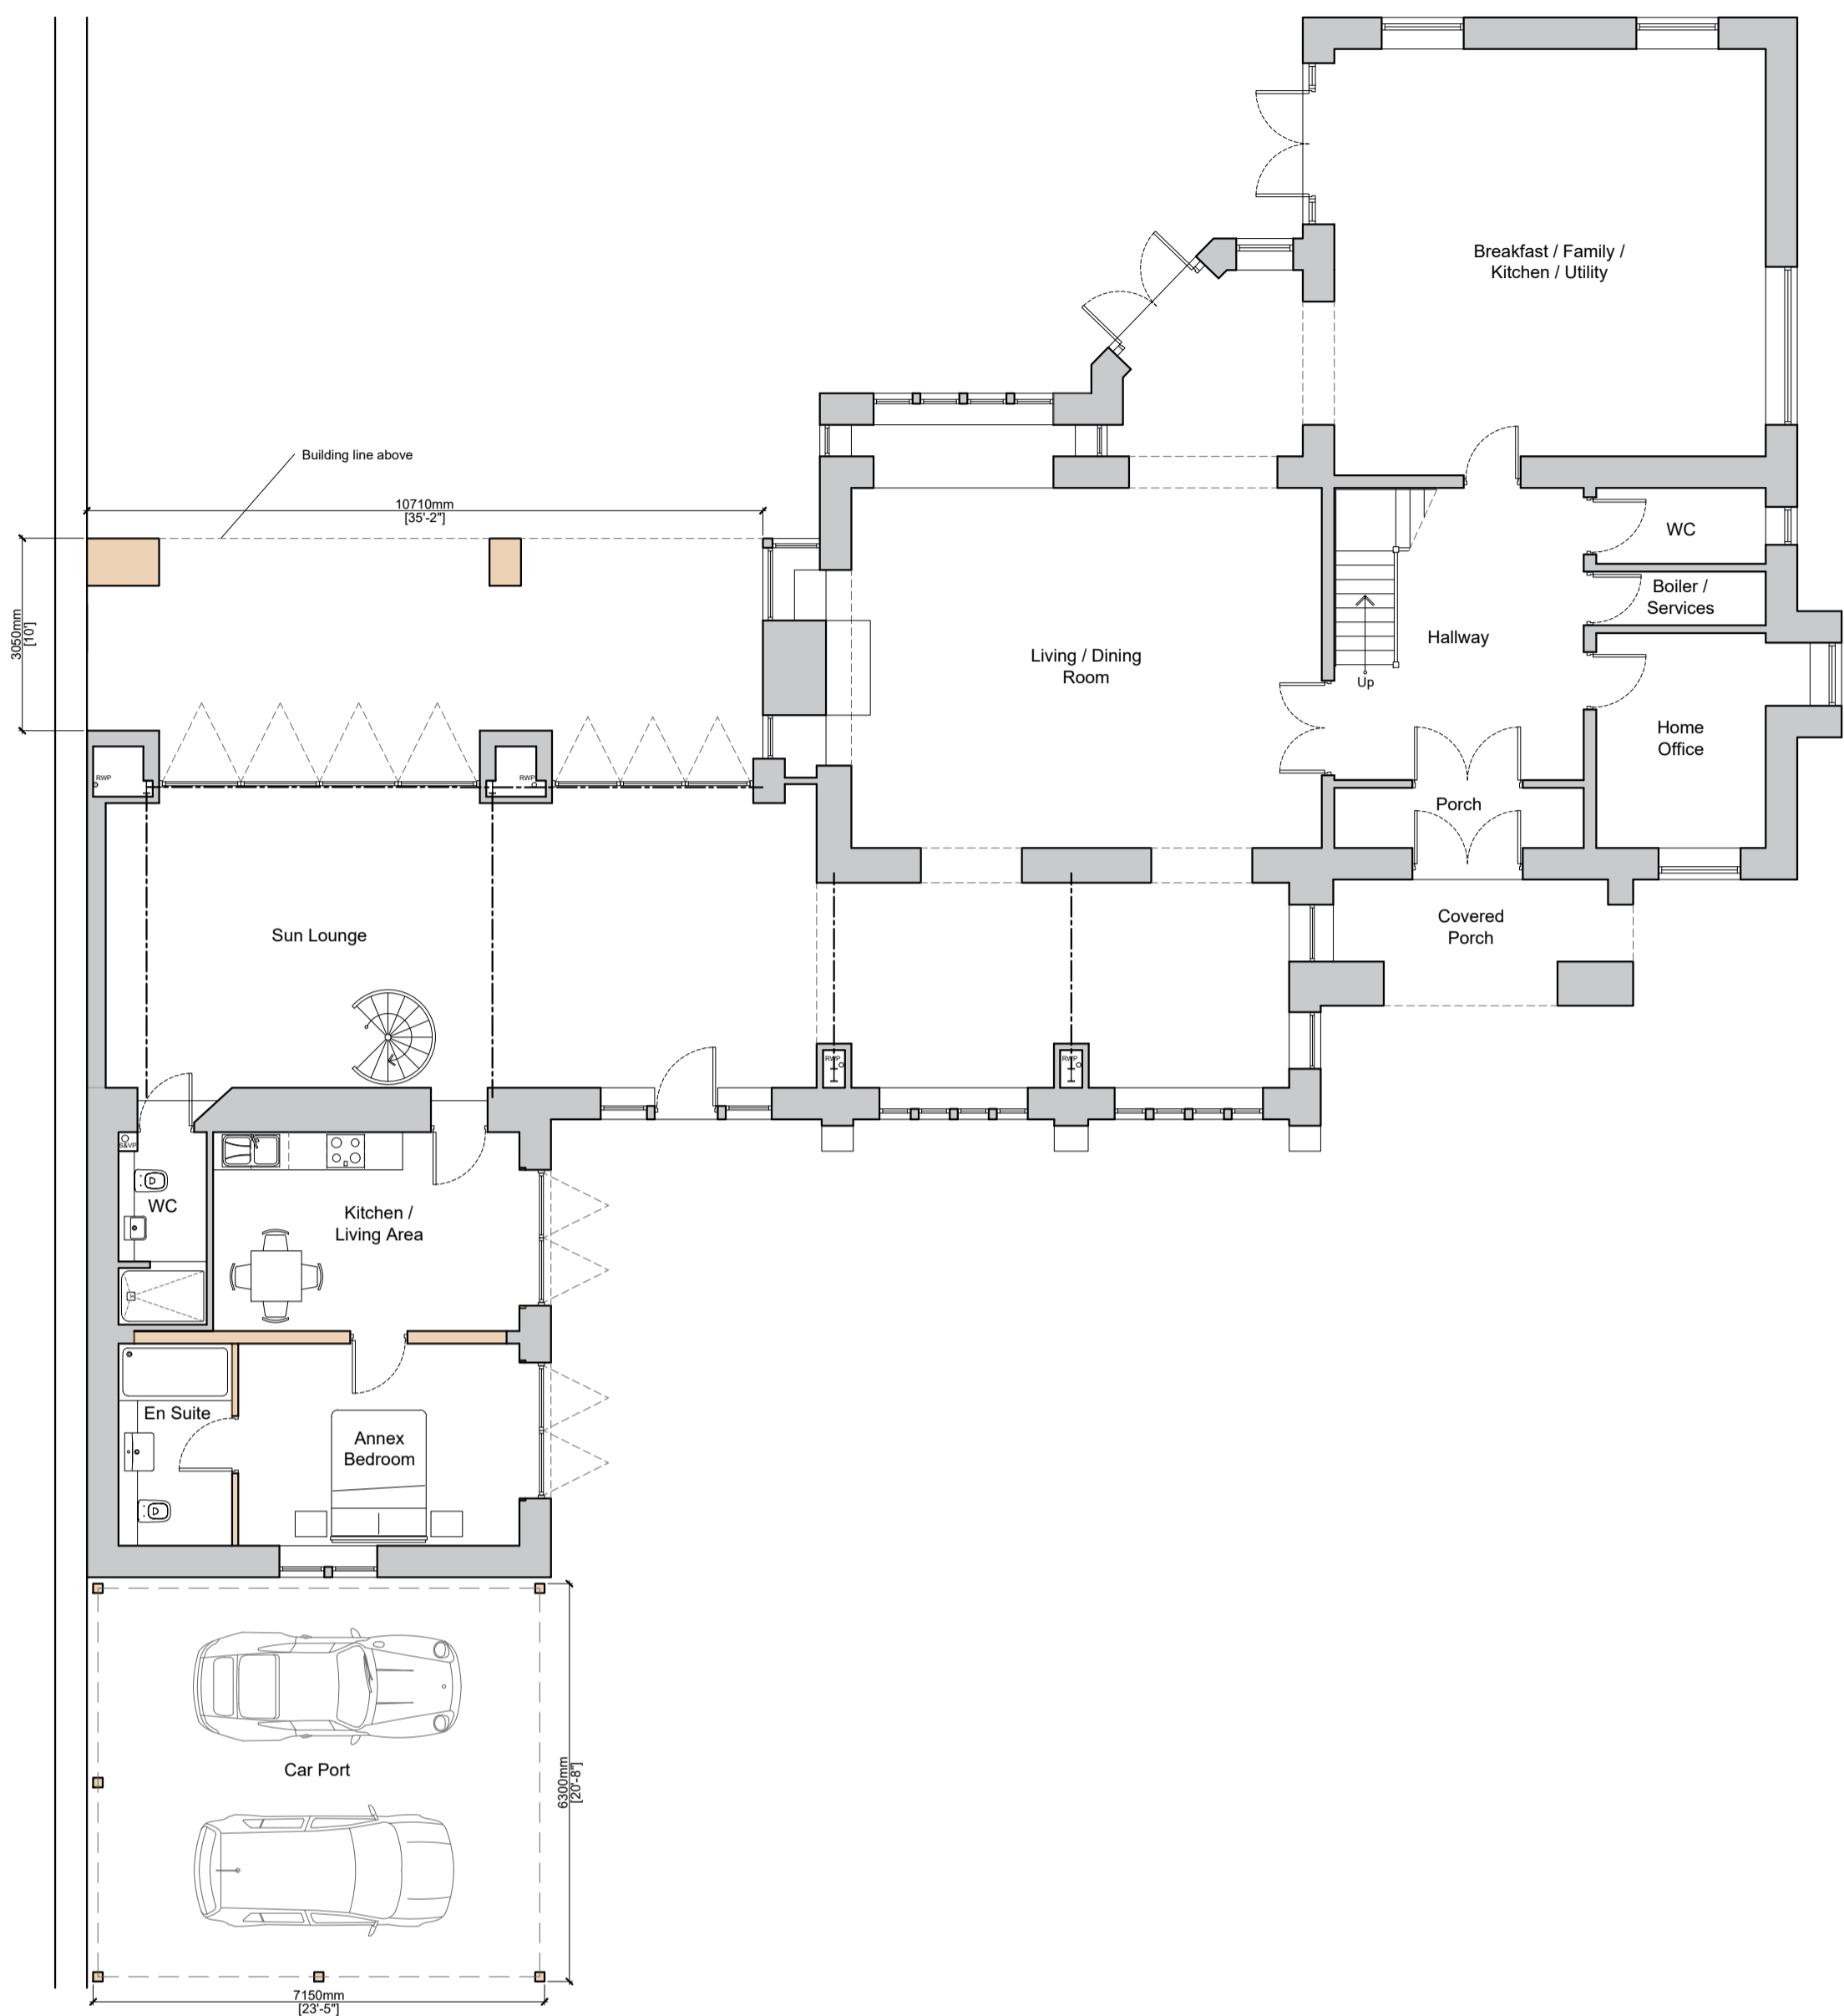 Breakfast / Family /
Kitchen / Utility
Building line above
10710mm
[35'-2"]
WC
3050mm
[10']
Boiler /
Services
Hallway
Living / Dining
Room
Up
Home
Office
RWP
RWP
Porch
Covered
Porch
Sun Lounge
RWP
RWP
S&VP
WC
Kitchen /
Living Area
En Suite
Annex
Bedroom
Car Port
6300mm
[20'-8"]
7150mm
[23'-5"]